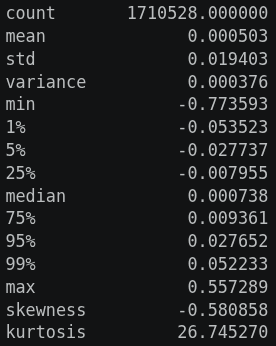 count 1710528.000000
mean 0.000503
std 0.019403
variance 0.000376
min -0.773593
1% -0.053523
5% -0.027737
25% -0.007955
median 0.000738
75% 0.009361
95% 0.027652
99% 0.052233
max 0.557289
skewness -0.580858
kurtosis 26.745270